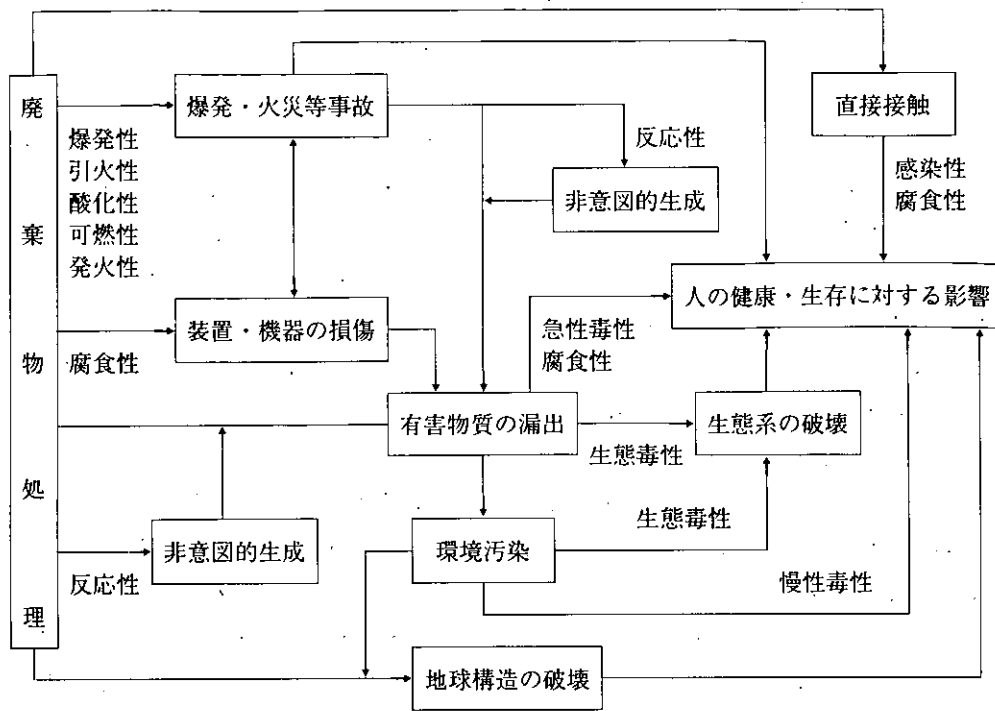 廃棄物処理
爆発・火災等事故
直接接触
爆発性
引火性
酸化性
可燃性
発火性
反応性
非意図的生成
感染性
腐食性
人の健康・生存に対する影響
装置・機器の損傷
腐食性
急性毒性
腐食性
有害物質の漏出
生態系の破壊
生態毒性
生態毒性
非意図的生成
環境汚染
反応性
慢性毒性
地球構造の破壊